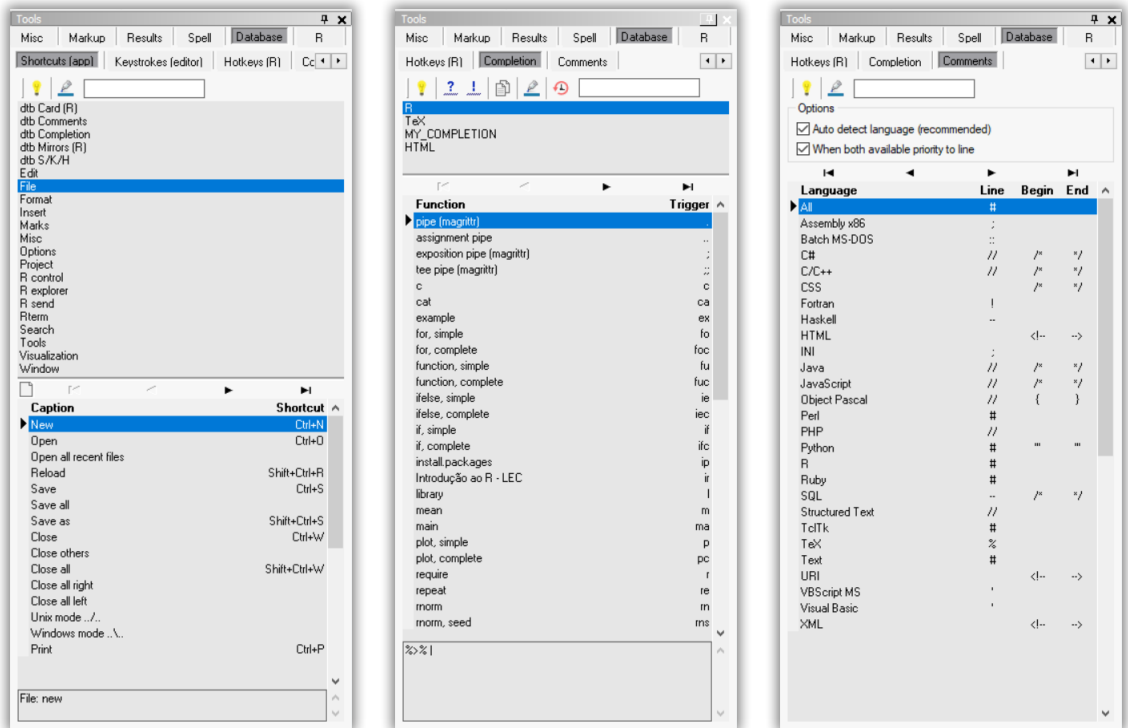 Tools
Misc Markup Results Spell Database R
Shortcuts (app) Keystrokes (editor) Hotkeys (R) Co
dtb Card (R)
dtb Comments
dtb Completion
dtb Mirrors (R)
dtb S/K/H
Edit
File
Format
Insert
Marks
Misc
Options
Project
R control
R explorer
R send
Rterm
Search
Tools
Visualization
Window
Caption Shortcut
New Ctrl+N
Open Ctrl+O
Open all recent files
Reload Shift+Ctrl+R
Save Ctrl+S
Save all
Save as Shift+Ctrl+S
Close Ctrl+W
Close others
Close all Shift+Ctrl+W
Close all right
Close all left
Unix mode ../..
Windows mode ..\..
Print Ctrl+P
File: new
Tools
Misc Markup Results Spell Database R
Hotkeys (R) Completion Comments
R
TeX
MY_COMPLETION
HTML
Function Trigger
pipe (magrittr) .
assignment pipe ..
exposition pipe (magrittr) ;
tee pipe (magrittr) ;;
c c
cat ca
example ex
for, simple fo
for, complete foc
function, simple fu
function, complete fuc
ifelse, simple ie
ifelse, complete iec
if, simple if
if, complete ifc
install.packages ip
Introdução ao R - LEC ir
library l
mean m
main ma
plot, simple p
plot, complete pc
require r
repeat re
rnorm rn
rnorm, seed rns
%>% |
Tools
Misc Markup Results Spell Database R
Hotkeys (R) Completion Comments
Options
Auto detect language (recommended)
When both available priority to line
Language Line Begin End
All #
Assembly x86 ;
Batch MS-DOS ::
C# // /* */
C/C++ // /* */
CSS /* */
Fortran !
Haskell --
HTML <!-- -->
INI ;
Java // /* */
JavaScript // /* */
Object Pascal // { }
Perl #
PHP //
Python # """ """
R #
Ruby #
SQL -- /* */
Structured Text //
TclTk #
TeX %
Text #
URI <!-- -->
VBScript MS '
Visual Basic '
XML <!-- -->